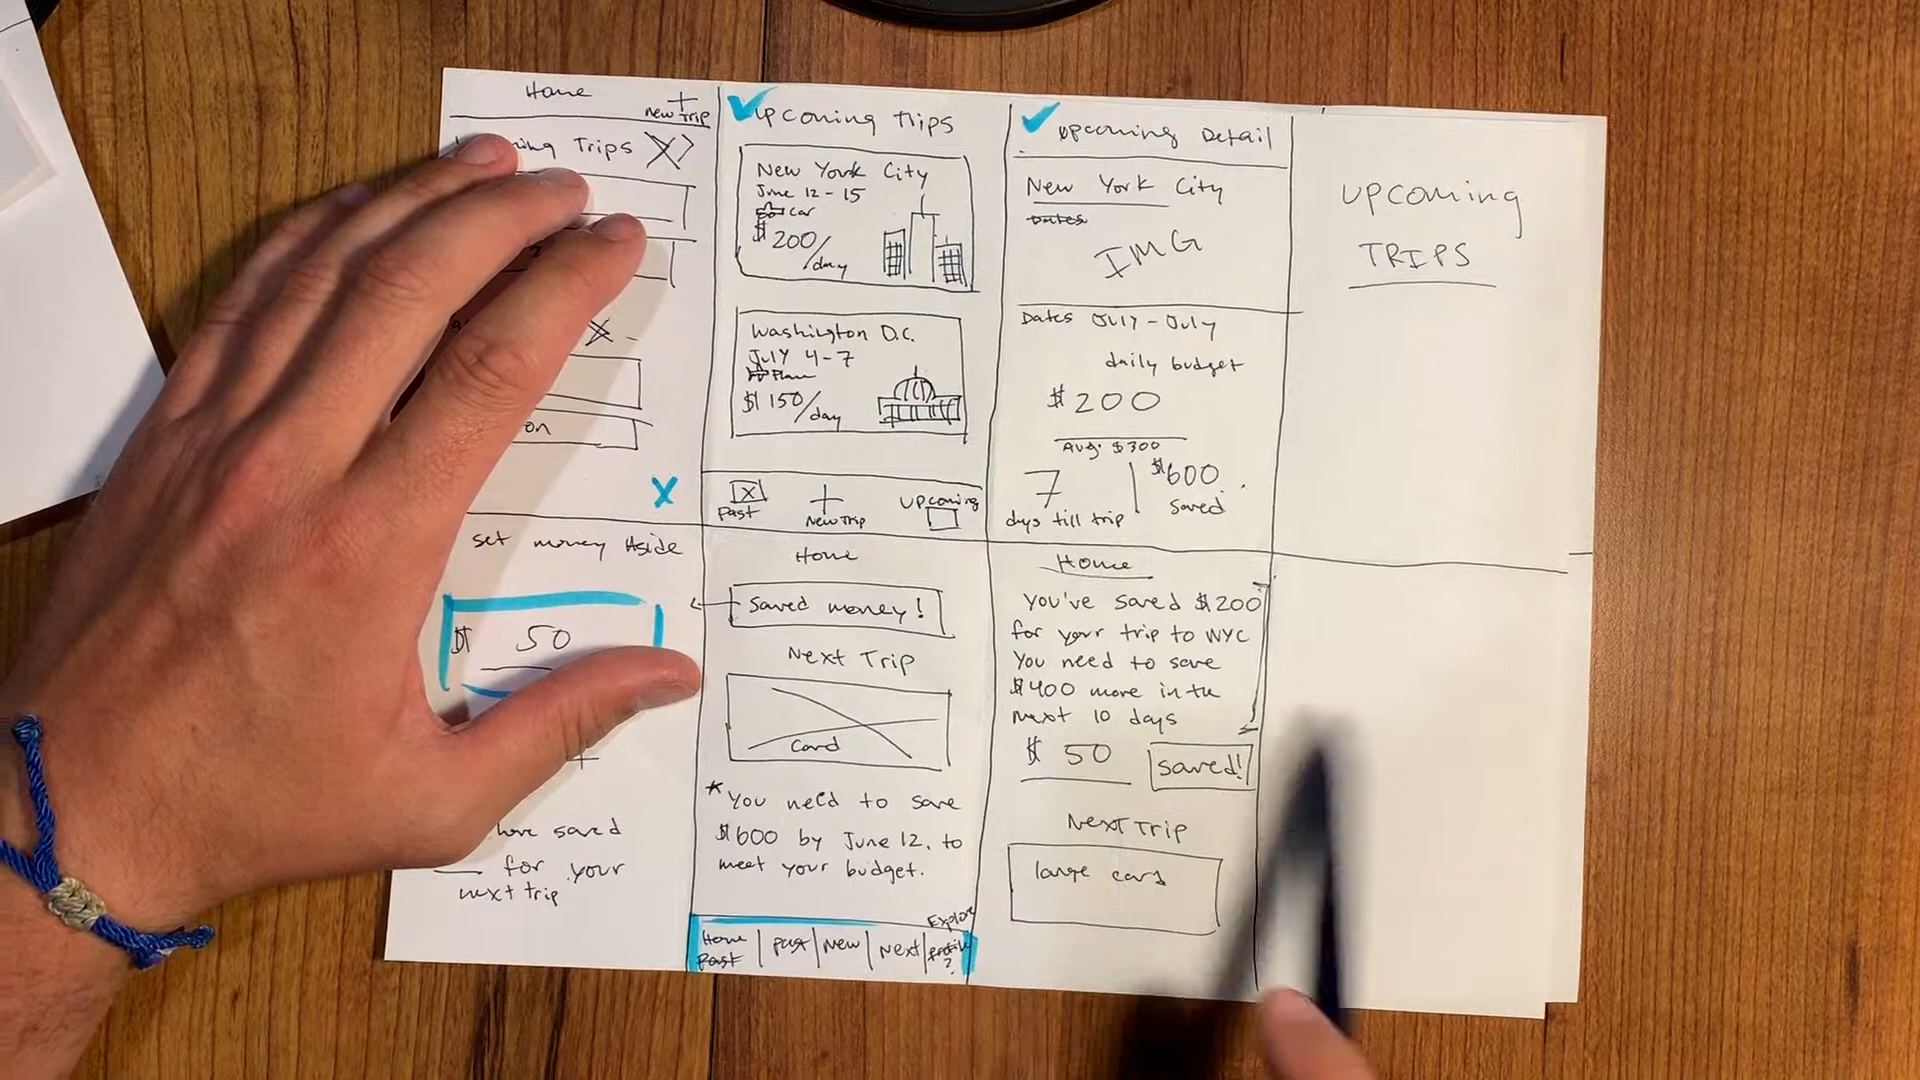 Home
+
New Trip
Trips
on
X
Upcoming Trips
New York City
June 12-15
car
$200/day
Washington D.C.
July 4-7
Plane
$150/day
Past
+
New Trip
Upcoming
Upcoming Detail
New York City
Dates
IMG
Dates July - July
daily budget
$200
Avg: $300
7
days till trip
$600
saved
UPComing
TRIPS
set money Aside
$ 50
+
have saved
for your
next trip
Home
Saved money!
Next Trip
card
*You need to save
$600 by June 12. to
meet your budget.
Explore
Home | Past | New | Next | Profile
Past
?
Home
You've saved $200
for your trip to NYC
You need to save
$400 more in the
next 10 days
$ 50
saved!
Next Trip
large card